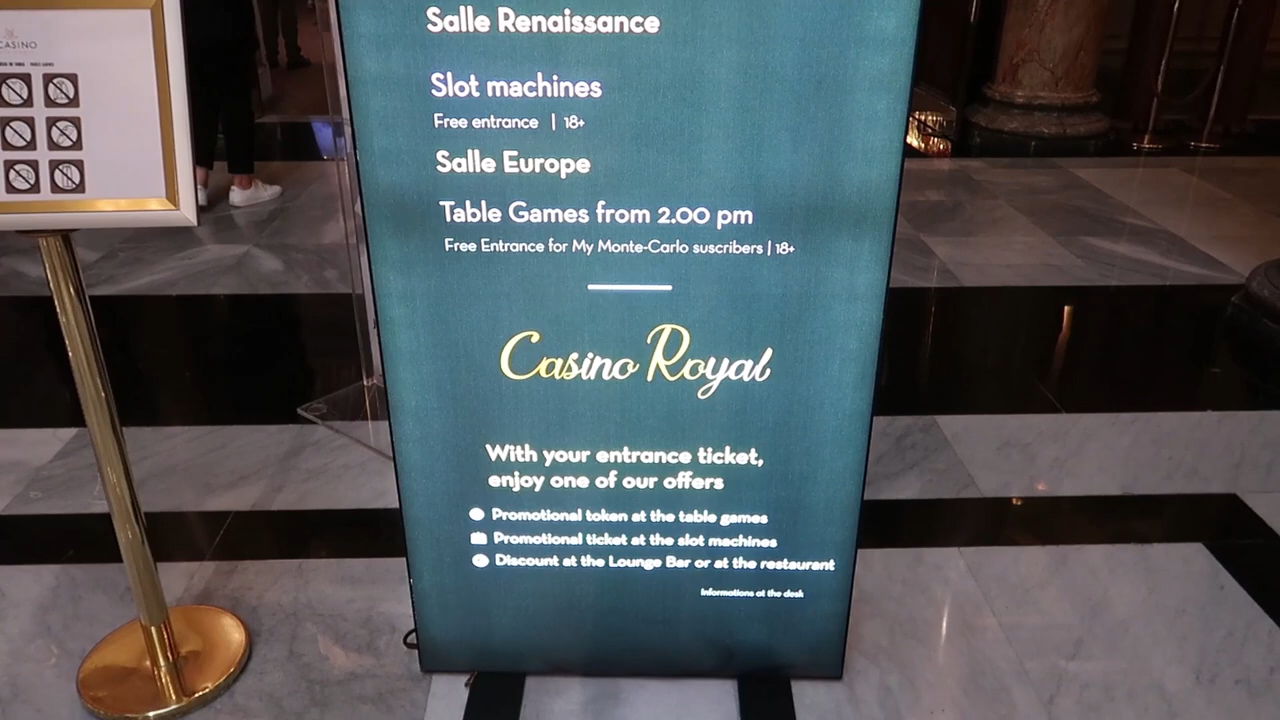 CASINO
Salle Renaissance
Slot machines
Free entrance | 18+
Salle Europe
Table Games from 2.00 pm
Free Entrance for My Monte-Carlo suscribers | 18+
Casino Royal
With your entrance ticket,
enjoy one of our offers
Promotional token at the table games
Promotional ticket at the slot machines
Discount at the Lounge Bar or at the restaurant
Informations at the desk